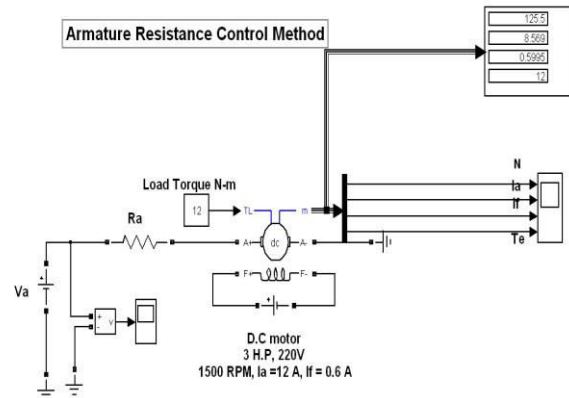 Armature Resistance Control Method
125.5
8.569
0.5995
12
N
Ia
If
Te
Load Torque N-m
12
TL
m
Ra
A+
dc
A-
F+
F-
Va
+
-
v
D.C motor
3 H.P, 220V
1500 RPM, Ia =12 A, If = 0.6 A